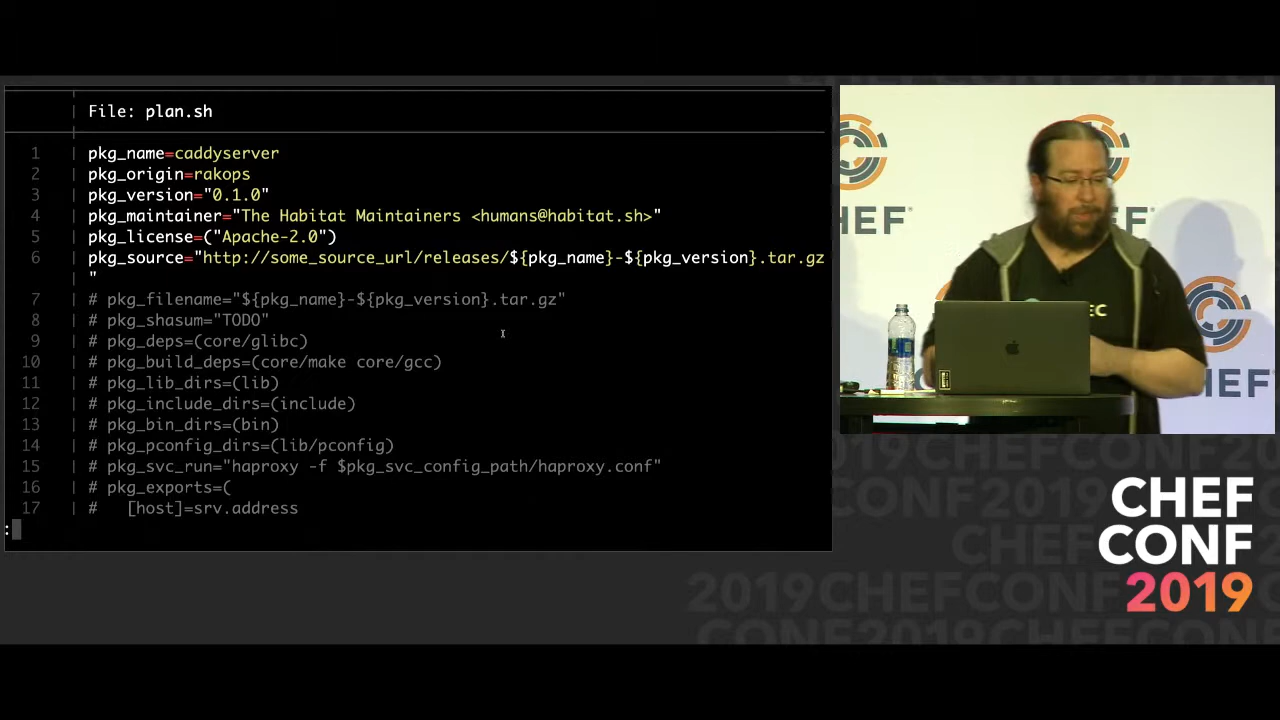 File: plan.sh
1 pkg_name=caddyserver
2 pkg_origin=rakops
3 pkg_version="0.1.0"
4 pkg_maintainer="The Habitat Maintainers <humans@habitat.sh>"
5 pkg_license=("Apache-2.0")
6 pkg_source="http://some_source_url/releases/${pkg_name}-${pkg_version}.tar.gz
"
7 # pkg_filename="${pkg_name}-${pkg_version}.tar.gz"
8 # pkg_shasum="TODO"
9 # pkg_deps=(core/glibc)
10 # pkg_build_deps=(core/make core/gcc)
11 # pkg_lib_dirs=(lib)
12 # pkg_include_dirs=(include)
13 # pkg_bin_dirs=(bin)
14 # pkg_pconfig_dirs=(lib/pconfig)
15 # pkg_svc_run="haproxy -f $pkg_svc_config_path/haproxy.conf"
16 # pkg_exports=(
17 #   [host]=srv.address
:
CHEF
CONF
2019